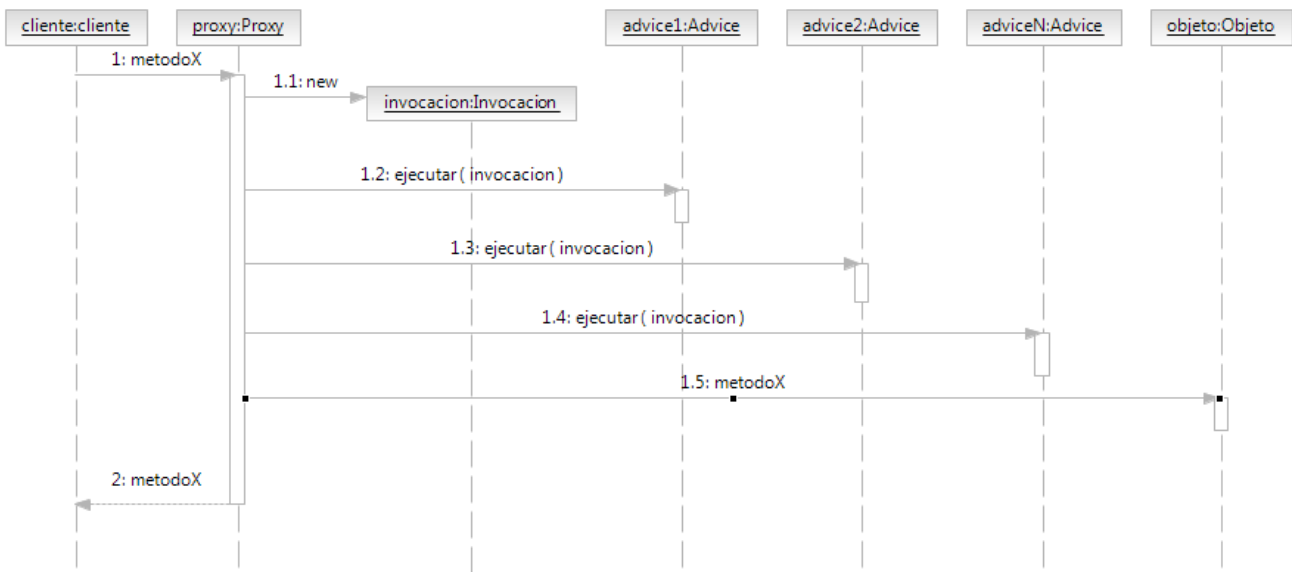 cliente:cliente
proxy:Proxy
advice1:Advice
advice2:Advice
adviceN:Advice
objeto:Objeto
1: metodoX
1.1: new
invocacion:Invocacion
1.2: ejecutar ( invocacion )
1.3: ejecutar ( invocacion )
1.4: ejecutar ( invocacion )
1.5: metodoX
2: metodoX